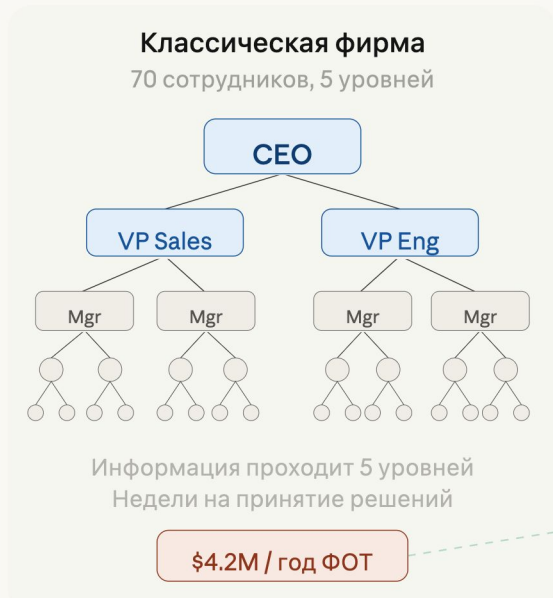 Классическая фирма
70 сотрудников, 5 уровней
CEO
VP Sales
VP Eng
Mgr
Mgr
Mgr
Mgr
Информация проходит 5 уровней
Недели на принятие решений
$4.2M / год ФОТ